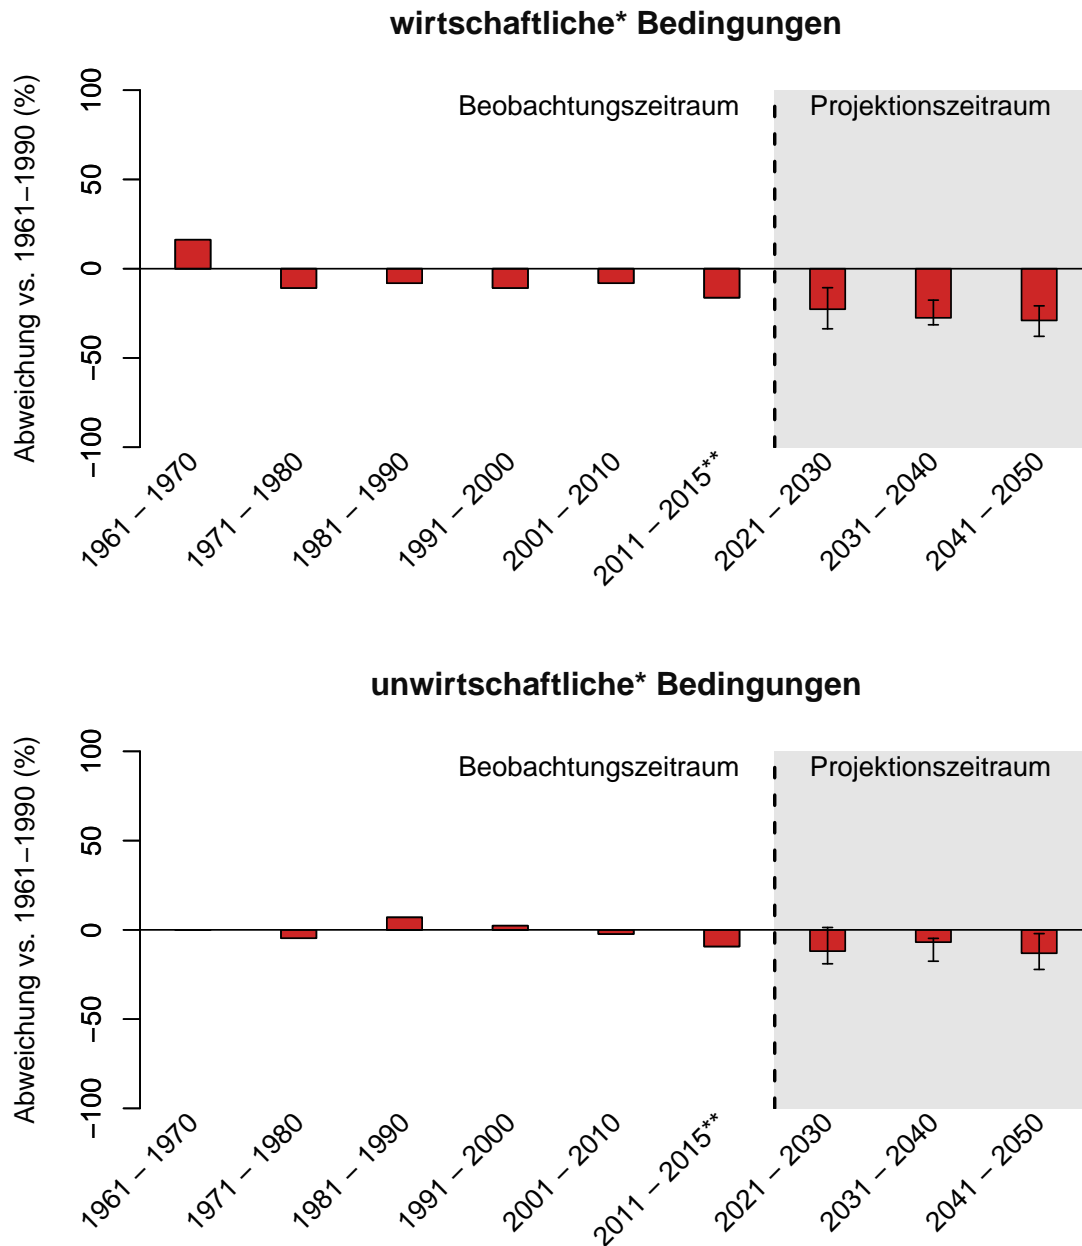 wirtschaftliche* Bedingungen
Abweichung vs. 1961–1990 (%)
100
50
0
−50
−100
Beobachtungszeitraum
Projektionszeitraum
1961 – 1970
1971 – 1980
1981 – 1990
1991 – 2000
2001 – 2010
2011 – 2015**
2021 – 2030
2031 – 2040
2041 – 2050
unwirtschaftliche* Bedingungen
Abweichung vs. 1961–1990 (%)
100
50
0
−50
−100
Beobachtungszeitraum
Projektionszeitraum
1961 – 1970
1971 – 1980
1981 – 1990
1991 – 2000
2001 – 2010
2011 – 2015**
2021 – 2030
2031 – 2040
2041 – 2050